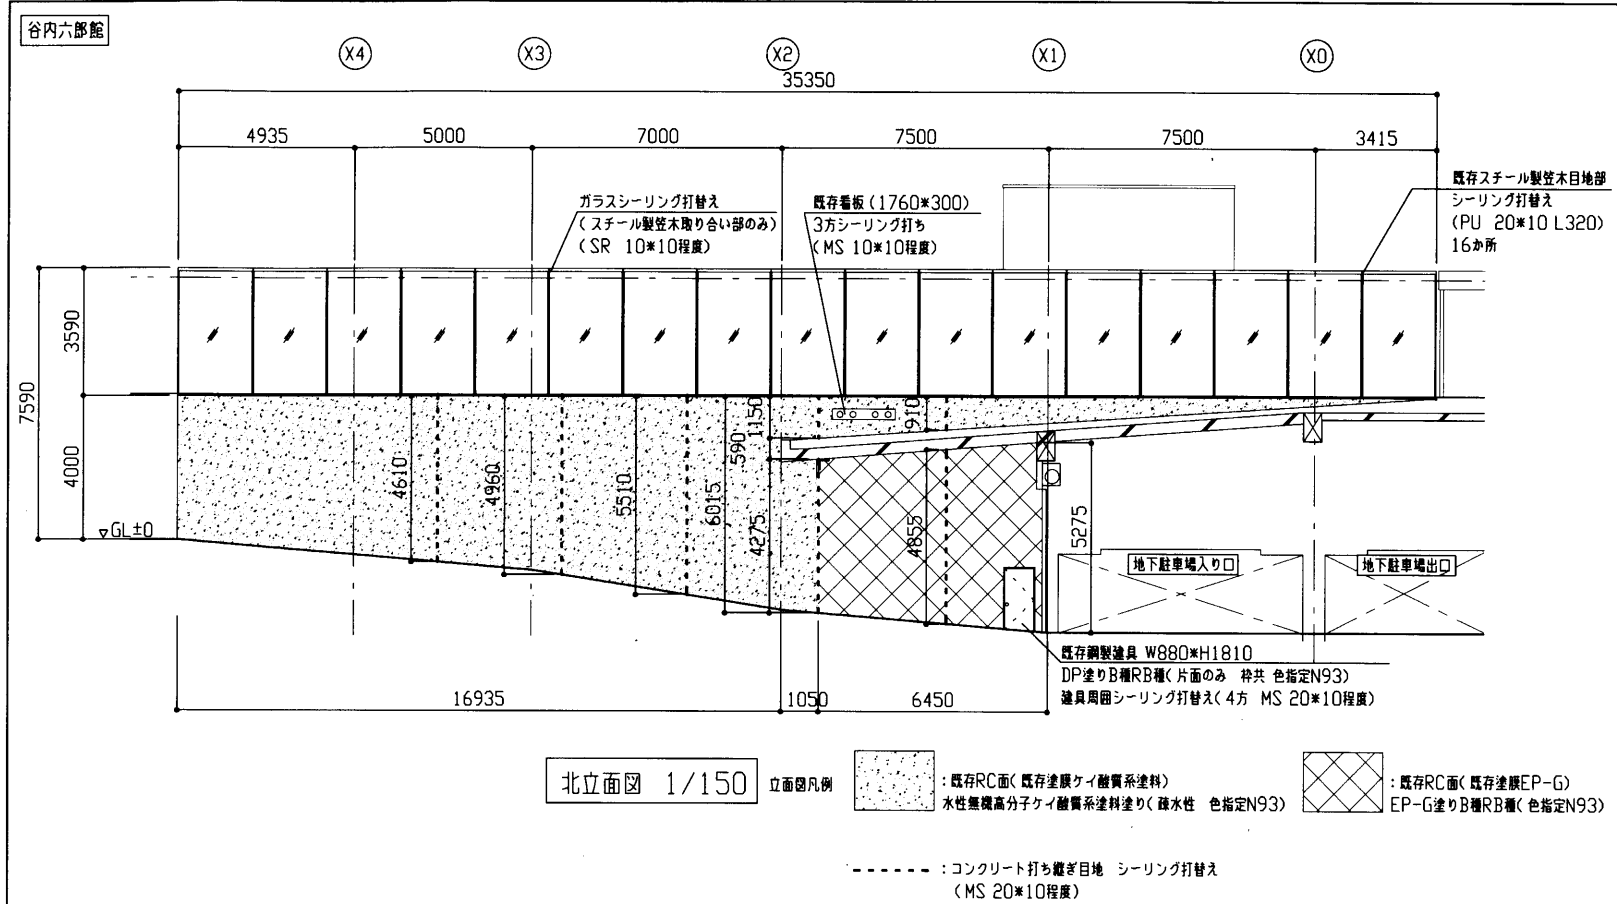 谷内六郎館
X4
X3
X2
X1
X0
35350
4935
5000
7000
7500
7500
3415
ガラスシーリング打替え
(スチール製笠木取り合い部のみ)
(SR 10*10程度)
既存看板(1760*300)
3方シーリング打ち
(MS 10*10程度)
既存スチール製笠木目地部
シーリング打替え
(PU 20*10 L320)
16か所
7590
3590
4000
▽GL±0
4610
4960
5510
6015
1150
590
4275
910
4855
5275
地下駐車場入り口
地下駐車場出口
既存鋼製建具 W880*H1810
DP塗りB種RB種(片面のみ 枠共 色指定N93)
建具周囲シーリング打替え(4方 MS 20*10程度)
16935
1050
6450
北立面図 1/150
立面図凡例
:既存RC面(既存塗膜ケイ酸質系塗料)
水性無機高分子ケイ酸質系塗料塗り(疎水性 色指定N93)
:既存RC面(既存塗膜EP-G)
EP-G塗りB種RB種(色指定N93)
:コンクリート打ち継ぎ目地 シーリング打替え
(MS 20*10程度)